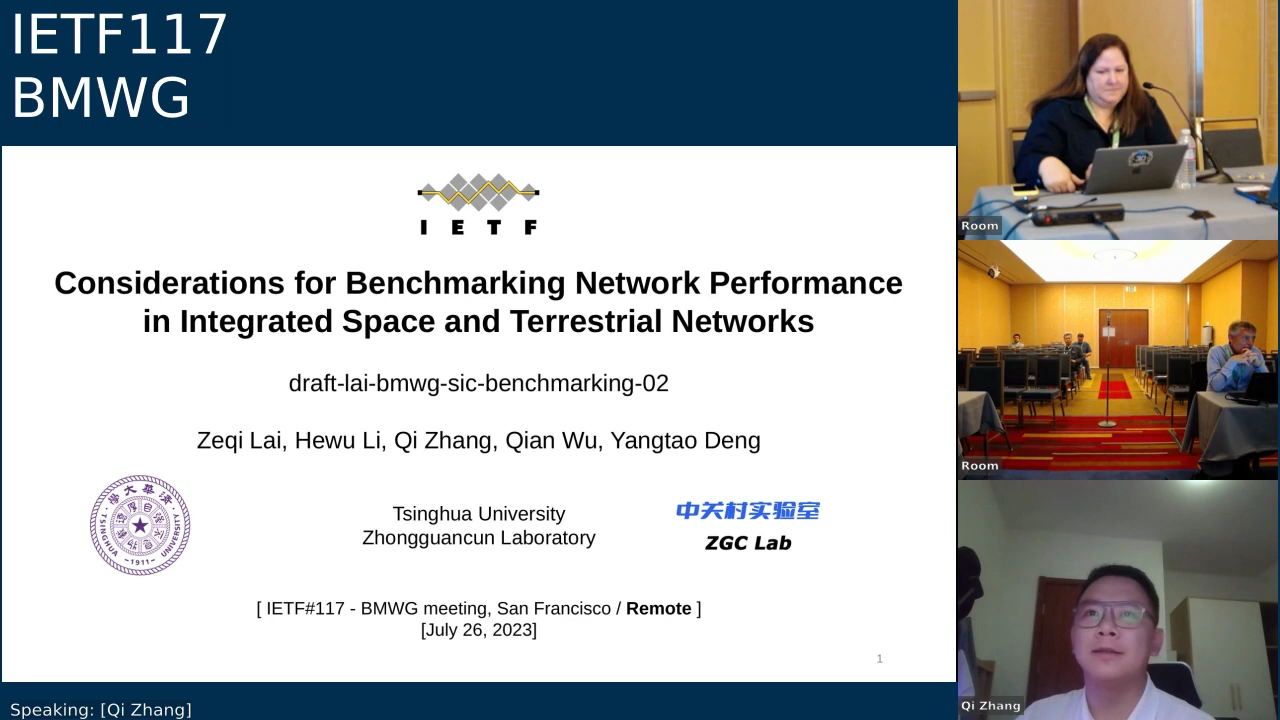 IETF117
BMWG
I E T F
Considerations for Benchmarking Network Performance
in Integrated Space and Terrestrial Networks
draft-lai-bmwg-sic-benchmarking-02
Zeqi Lai, Hewu Li, Qi Zhang, Qian Wu, Yangtao Deng
TSINGHUA UNIVERSITY
~1911~
Tsinghua University
Zhongguancun Laboratory
中关村实验室
ZGC Lab
[ IETF#117 - BMWG meeting, San Francisco / Remote ]
[July 26, 2023]
1
Speaking: [Qi Zhang]
Room
Room
Qi Zhang